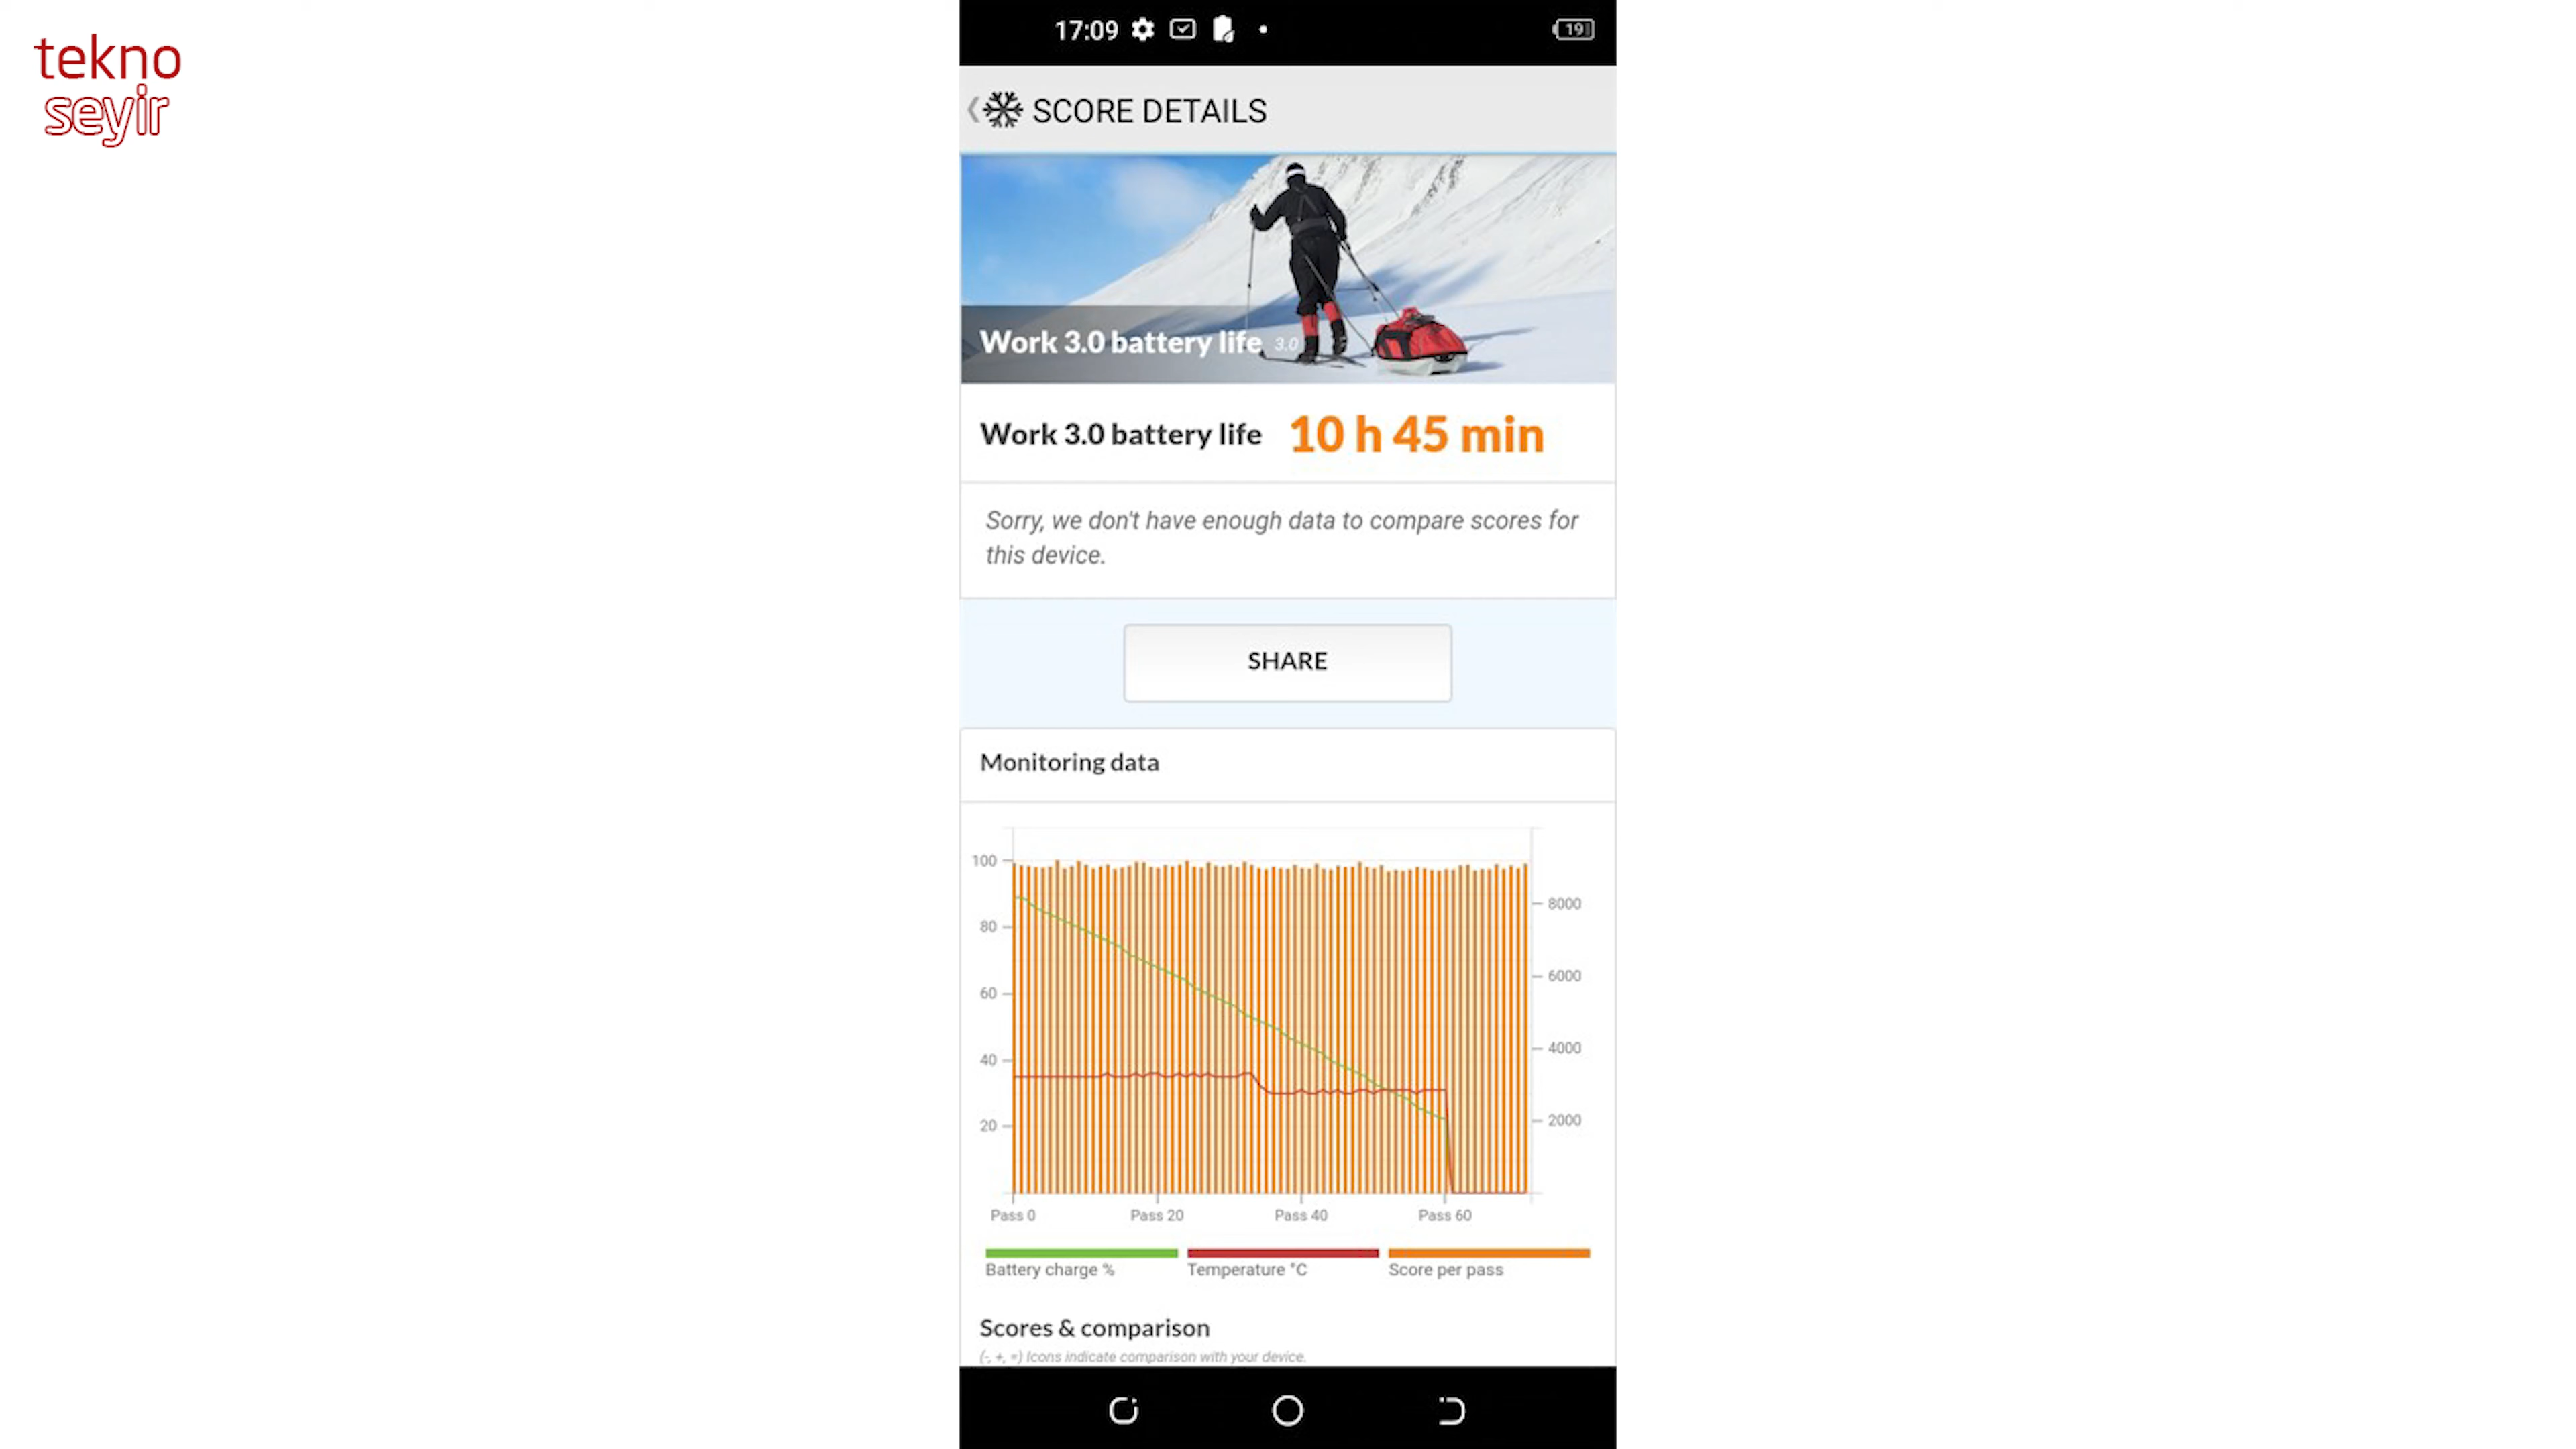 tekno
seyir
17:09
19
SCORE DETAILS
Work 3.0 battery life 3.0
Work 3.0 battery life 10 h 45 min
Sorry, we don't have enough data to compare scores for
this device.
SHARE
Monitoring data
100
80
60
40
20
8000
6000
4000
2000
Pass 0 Pass 20 Pass 40 Pass 60
Battery charge % Temperature °C Score per pass
Scores & comparison
(-, +, =) Icons indicate comparison with your device.